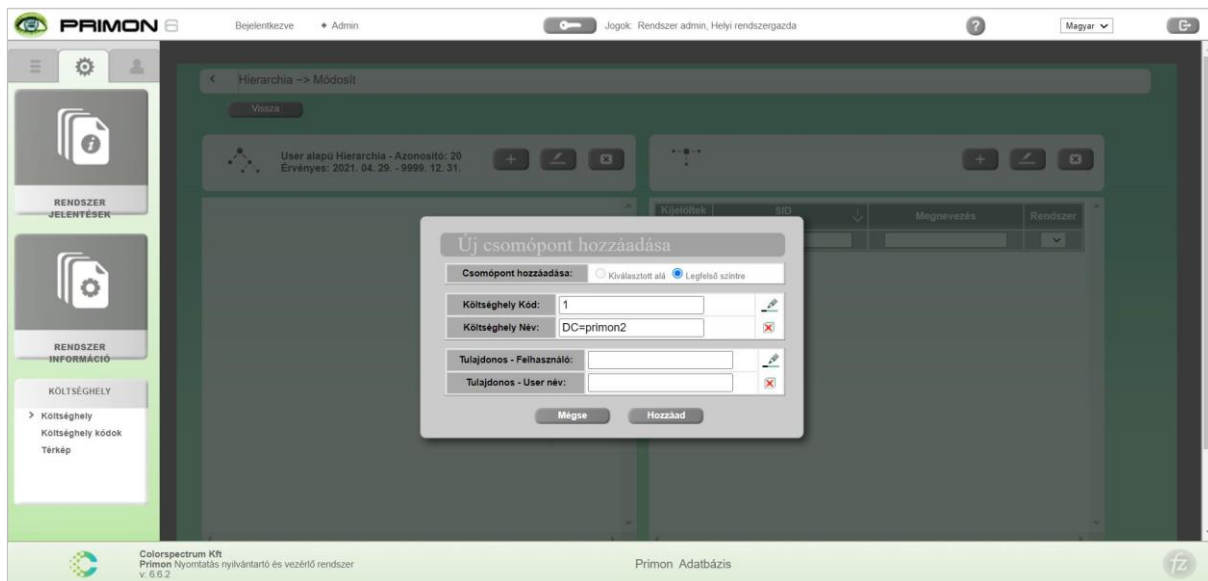 PRIMON 6
Bejelentkezve
Admin
Jogok: Rendszer admin, Helyi rendszergazda
?
Magyar
Hierarchia -> Módosít
Vissza
User alapú Hierarchia - Azonosító: 20
Érvényes: 2021. 04. 29. - 9999. 12. 31.
RENDSZER
JELENTÉSEK
RENDSZER
INFORMÁCIÓ
KÖLTSÉGHELY
> Költséghely
Költséghely kódok
Térkép
Kijelöltek
SID
Megnevezés
Rendszer
Új csomópont hozzáadása
Csomópont hozzáadása:
Kiválasztott alá
Legfelső szintre
Költséghely Kód:
1
Költséghely Név:
DC=primon2
Tulajdonos - Felhasználó:
Tulajdonos - User név:
Mégse
Hozzáad
Colorspectrum Kft
Primon Nyomtatás nyilvántartó és vezérlő rendszer
v: 6.6.2
Primon Adatbázis
fz